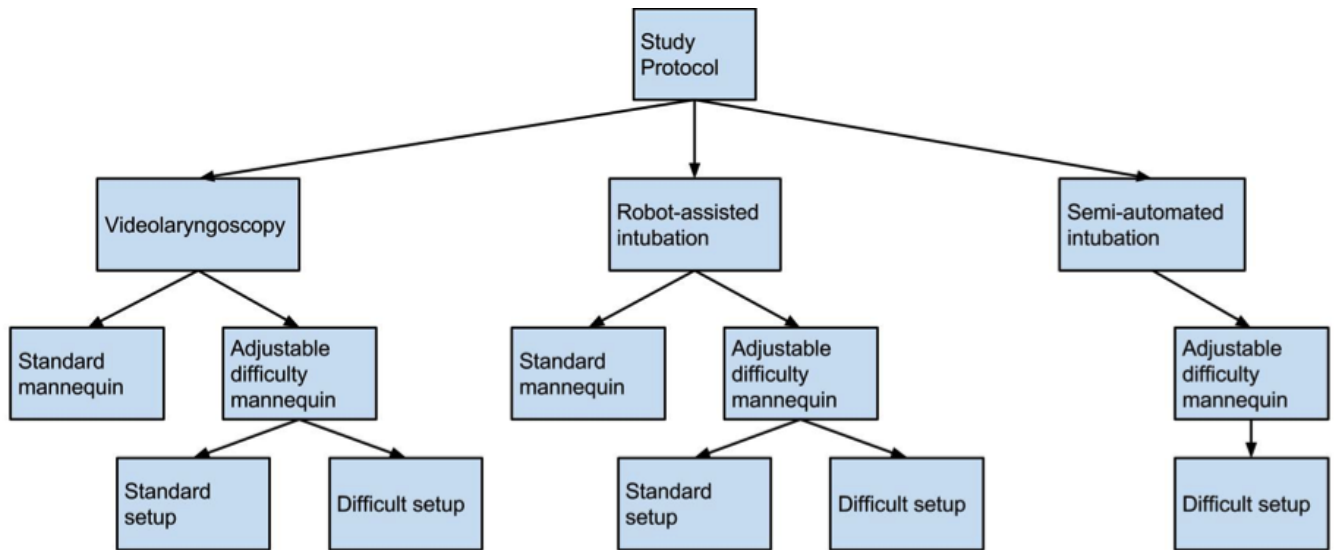 Study
Protocol
Videolaryngoscopy
Robot-assisted
intubation
Semi-automated
intubation
Standard
mannequin
Adjustable
difficulty
mannequin
Standard
mannequin
Adjustable
difficulty
mannequin
Adjustable
difficulty
mannequin
Standard
setup
Difficult setup
Standard
setup
Difficult setup
Difficult setup